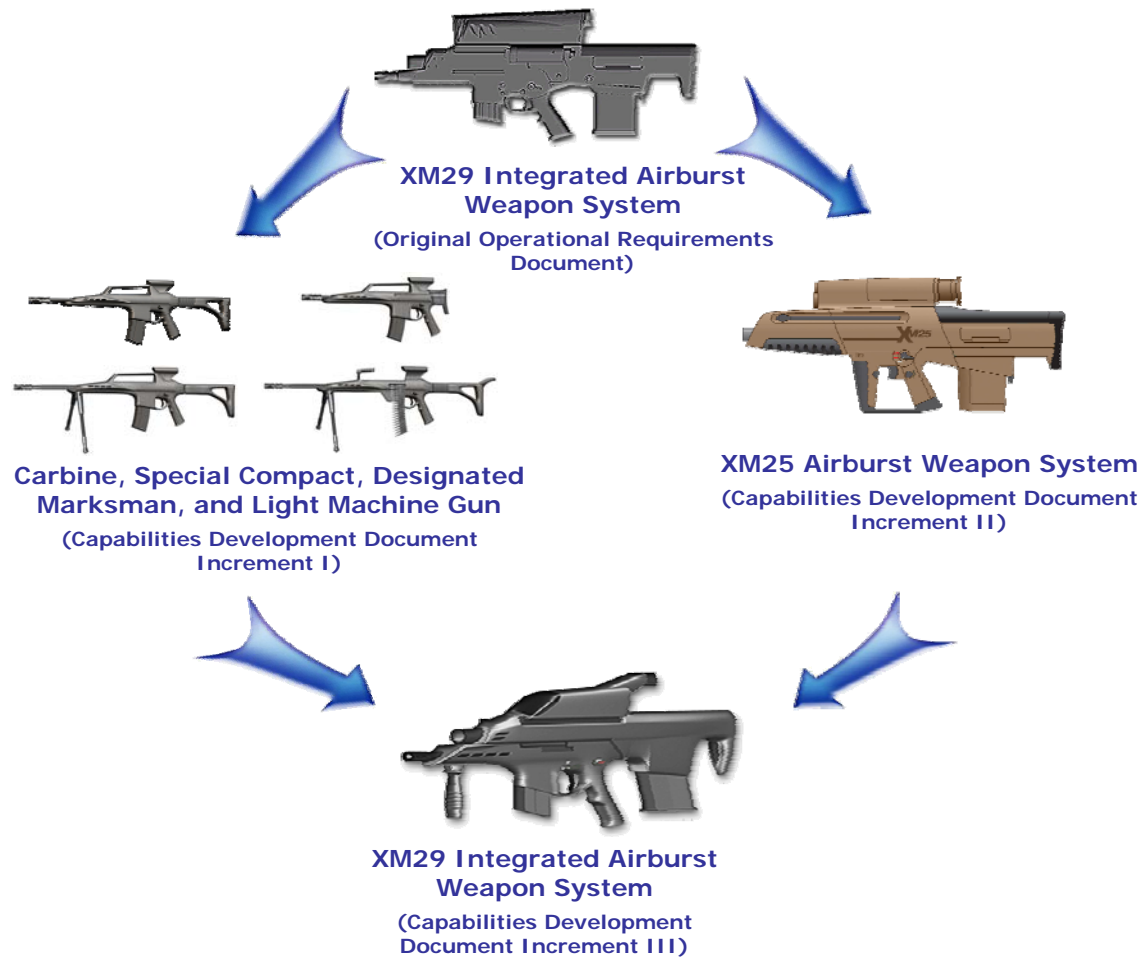 XM29 Integrated Airburst
Weapon System
(Original Operational Requirements
Document)
XM25
Carbine, Special Compact, Designated
Marksman, and Light Machine Gun
(Capabilities Development Document
Increment I)
XM25 Airburst Weapon System
(Capabilities Development Document
Increment II)
XM29 Integrated Airburst
Weapon System
(Capabilities Development
Document Increment III)